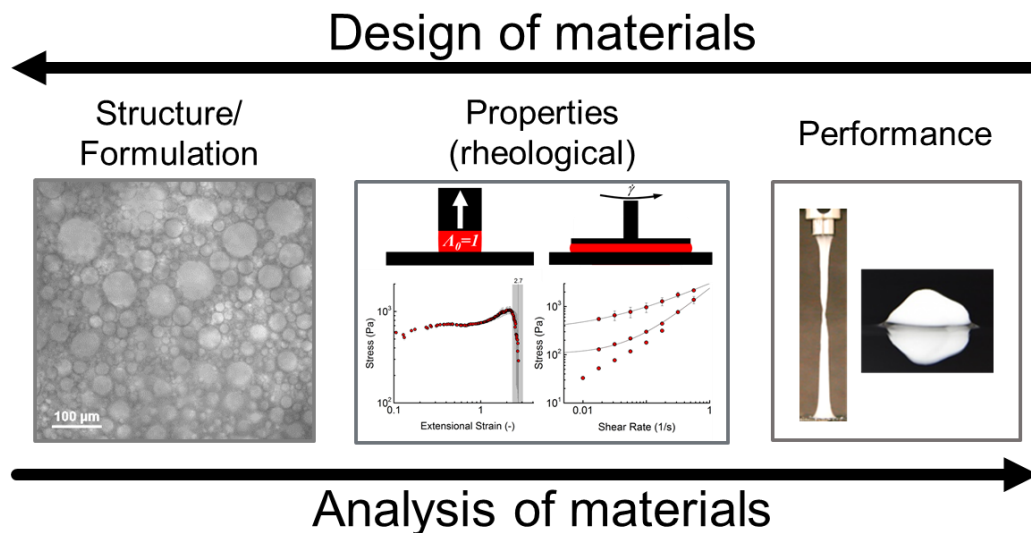 Design of materials
Structure/
Formulation
Properties
(rheological)
Performance
Λ₀=1
γ̇
2.7
10³
10²
Stress (Pa)
0.1
1
Extensional Strain (-)
10³
10²
10¹
Stress (Pa)
0.01
1
Shear Rate (1/s)
100 µm
Analysis of materials